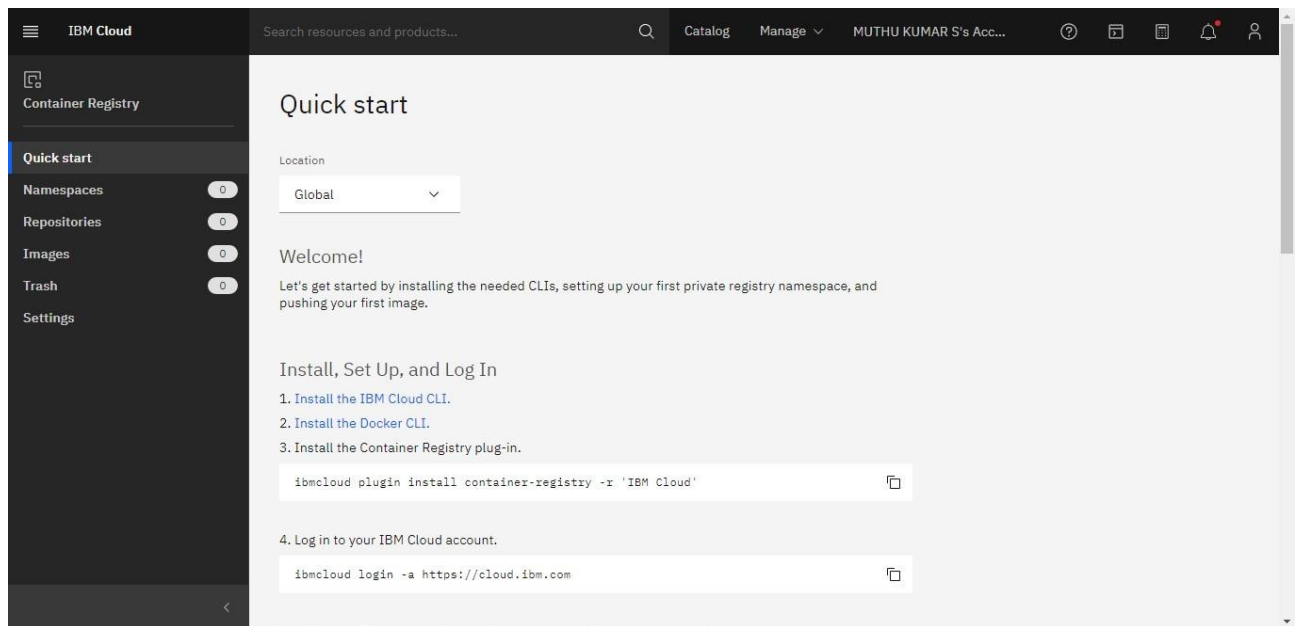 IBM Cloud
Search resources and products...
Catalog
Manage
MUTHU KUMAR S's Acc...
Container Registry
Quick start
Namespaces 0
Repositories 0
Images 0
Trash 0
Settings
Quick start
Location
Global
Welcome!
Let's get started by installing the needed CLIs, setting up your first private registry namespace, and
pushing your first image.
Install, Set Up, and Log In
1. Install the IBM Cloud CLI.
2. Install the Docker CLI.
3. Install the Container Registry plug-in.
ibmcloud plugin install container-registry -r 'IBM Cloud'
4. Log in to your IBM Cloud account.
ibmcloud login -a https://cloud.ibm.com